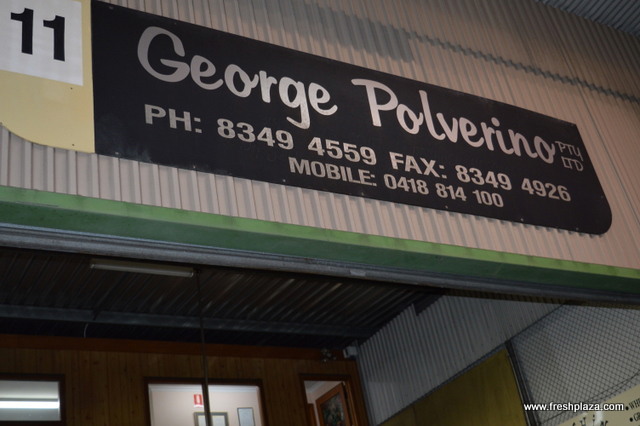 11
George Polverino PTY LTD
PH: 8349 4559 FAX: 8349 4926
MOBILE: 0418 814 100
www.freshplaza.com